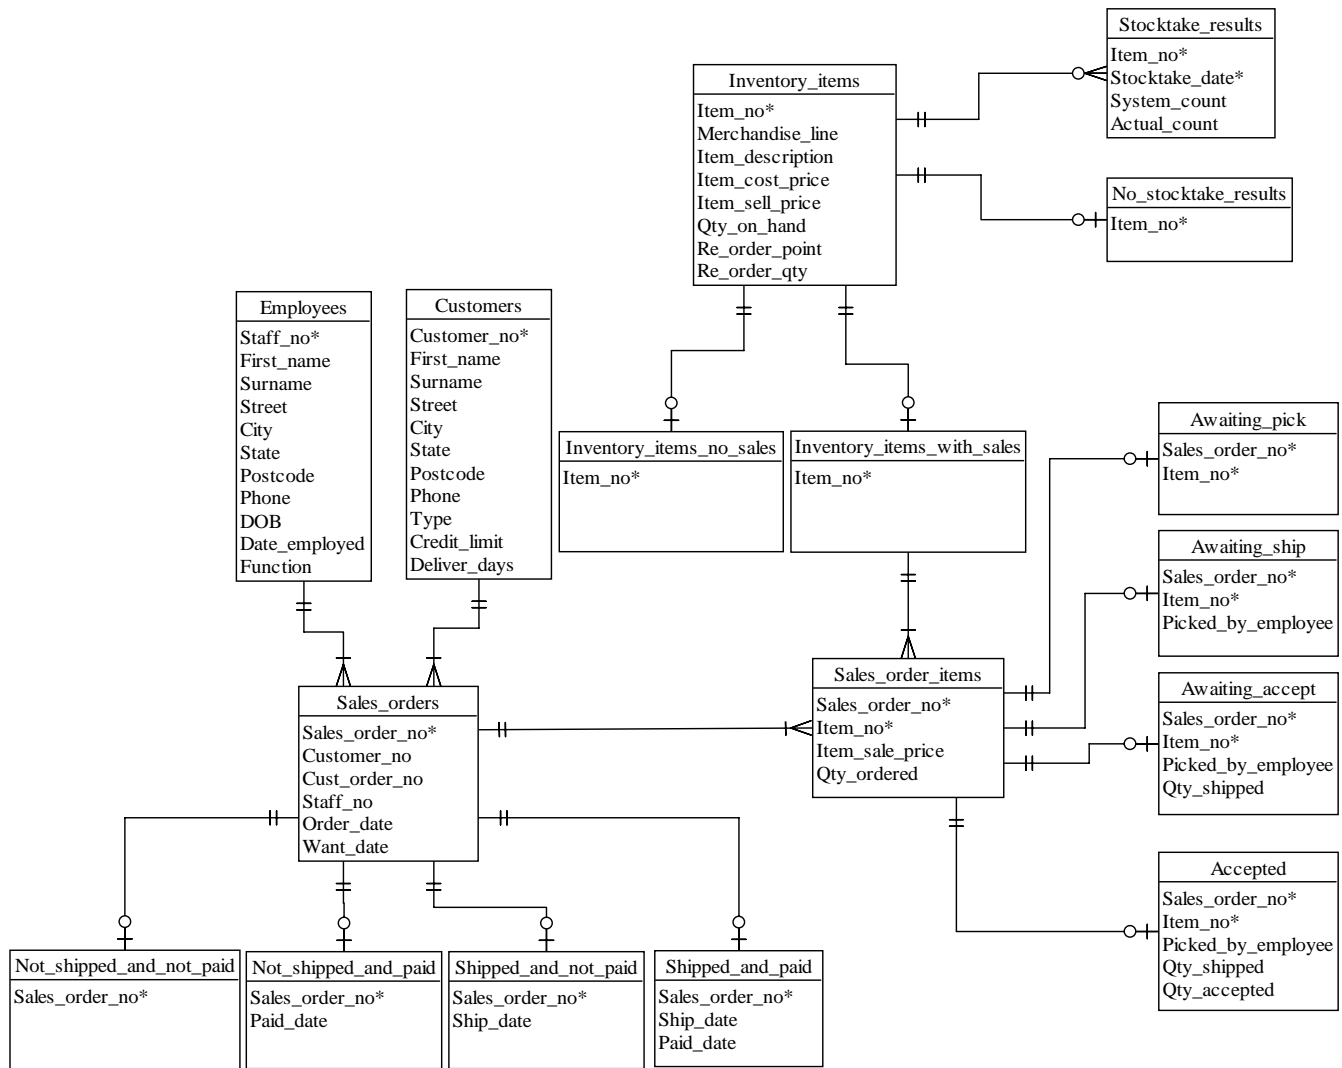 Stocktake_results
Item_no*
Stocktake_date*
System_count
Actual_count
Inventory_items
Item_no*
Merchandise_line
Item_description
Item_cost_price
Item_sell_price
Qty_on_hand
Re_order_point
Re_order_qty
No_stocktake_results
Item_no*
Employees
Staff_no*
First_name
Surname
Street
City
State
Postcode
Phone
DOB
Date_employed
Function
Customers
Customer_no*
First_name
Surname
Street
City
State
Postcode
Phone
Type
Credit_limit
Deliver_days
Inventory_items_no_sales
Item_no*
Inventory_items_with_sales
Item_no*
Awaiting_pick
Sales_order_no*
Item_no*
Awaiting_ship
Sales_order_no*
Item_no*
Picked_by_employee
Sales_orders
Sales_order_no*
Customer_no
Cust_order_no
Staff_no
Order_date
Want_date
Sales_order_items
Sales_order_no*
Item_no*
Item_sale_price
Qty_ordered
Awaiting_accept
Sales_order_no*
Item_no*
Picked_by_employee
Qty_shipped
Accepted
Sales_order_no*
Item_no*
Picked_by_employee
Qty_shipped
Qty_accepted
Not_shipped_and_not_paid
Sales_order_no*
Not_shipped_and_paid
Sales_order_no*
Paid_date
Shipped_and_not_paid
Sales_order_no*
Ship_date
Shipped_and_paid
Sales_order_no*
Ship_date
Paid_date